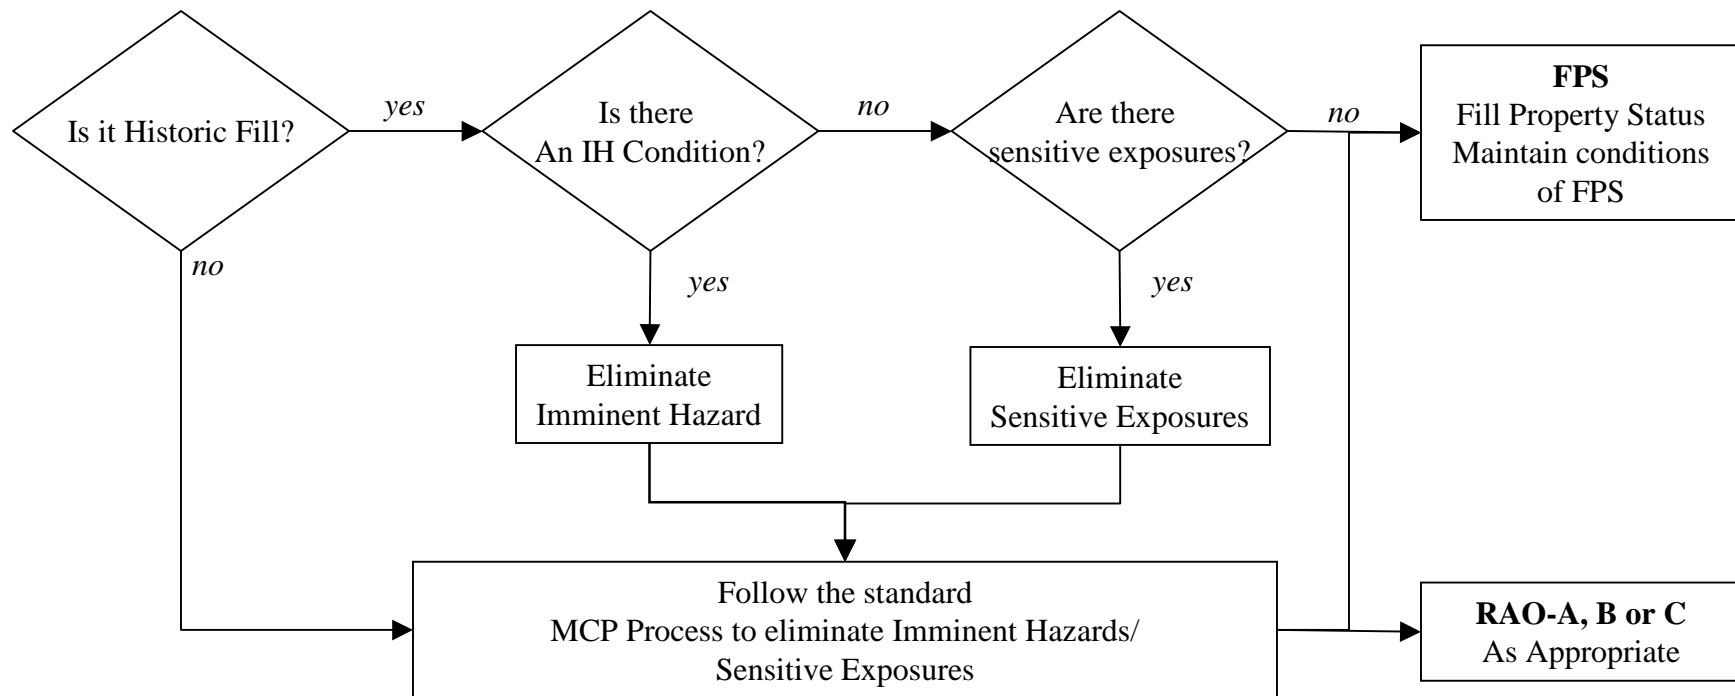 Is it Historic Fill?
yes
Is there
An IH Condition?
no
Are there
sensitive exposures?
no
FPS
Fill Property Status
Maintain conditions
of FPS
no
yes
yes
Eliminate
Imminent Hazard
Eliminate
Sensitive Exposures
Follow the standard
MCP Process to eliminate Imminent Hazards/
Sensitive Exposures
RAO-A, B or C
As Appropriate